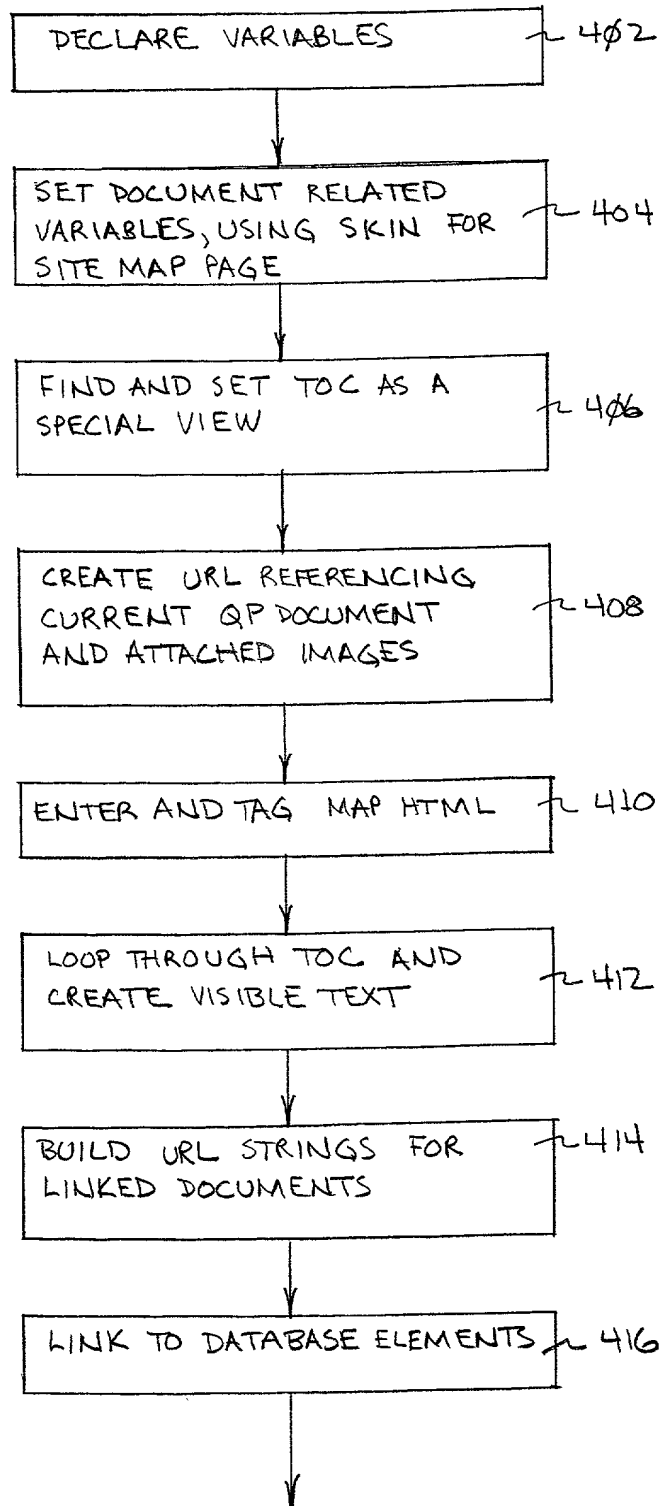 DECLARE VARIABLES
402
SET DOCUMENT RELATED
VARIABLES, USING SKIN FOR
SITE MAP PAGE
404
FIND AND SET TOC AS A
SPECIAL VIEW
406
CREATE URL REFERENCING
CURRENT QP DOCUMENT
AND ATTACHED IMAGES
408
ENTER AND TAG MAP HTML
410
LOOP THROUGH TOC AND
CREATE VISIBLE TEXT
412
BUILD URL STRINGS FOR
LINKED DOCUMENTS
414
LINK TO DATABASE ELEMENTS
416